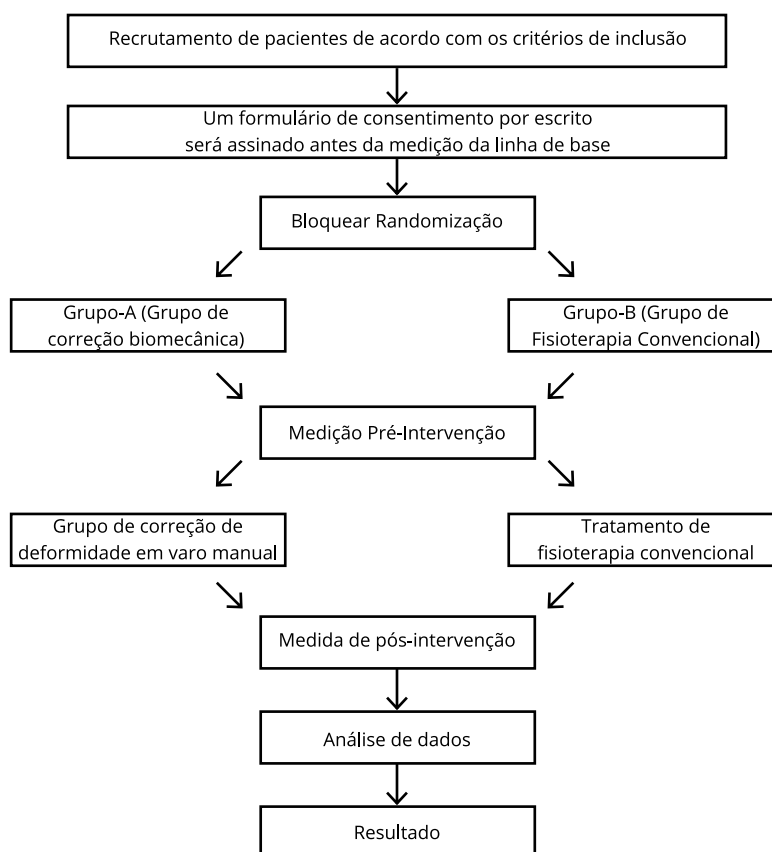 Recrutamento de pacientes de acordo com os critérios de inclusão
Um formulário de consentimento por escrito
será assinado antes da medição da linha de base
Bloquear Randomização
Grupo-A (Grupo de
correção biomecânica)
Grupo-B (Grupo de
Fisioterapia Convencional)
Medição Pré-Intervenção
Grupo de correção de
deformidade em varo manual
Tratamento de
fisioterapia convencional
Medida de pós-intervenção
Análise de dados
Resultado